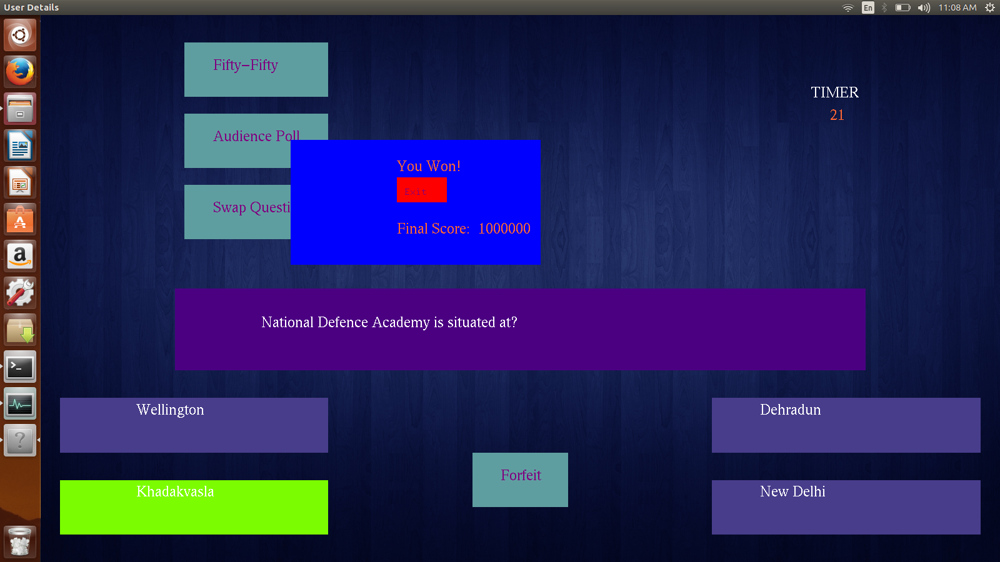 User Details
En
11:08 AM
Fifty-Fifty
TIMER
21
Audience Poll
You Won!
Exit
Swap Questi
Final Score: 1000000
National Defence Academy is situated at?
Wellington
Dehradun
Forfeit
Khadakvasla
New Delhi